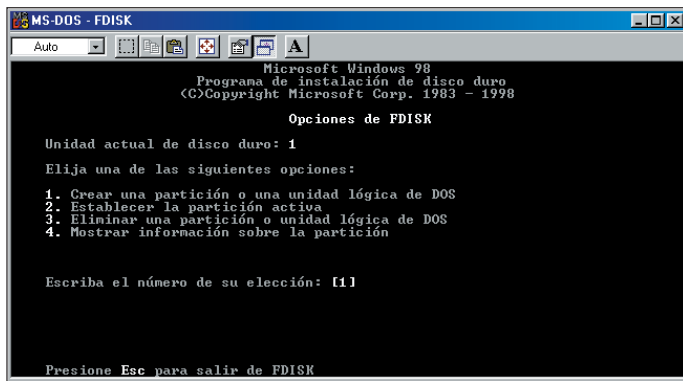 MS-DOS - FDISK
Auto
A
Microsoft Windows 98
Programa de instalación de disco duro
(C)Copyright Microsoft Corp. 1983 - 1998
Opciones de FDISK
Unidad actual de disco duro: 1
Elija una de las siguientes opciones:
1. Crear una partición o una unidad lógica de DOS
2. Establecer la partición activa
3. Eliminar una partición o unidad lógica de DOS
4. Mostrar información sobre la partición
Escriba el número de su elección: [1]
Presione Esc para salir de FDISK